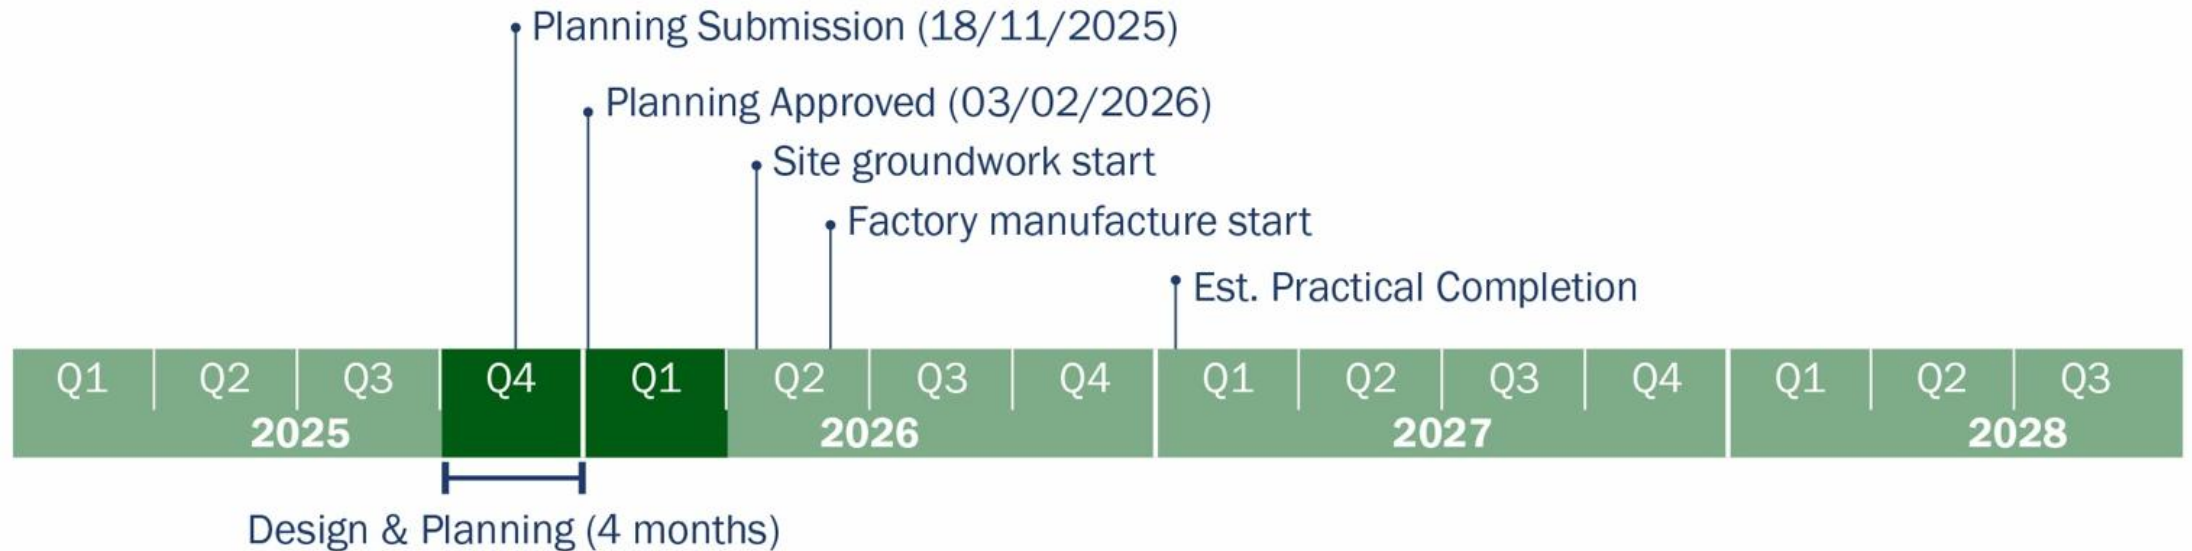 Planning Submission (18/11/2025)
Planning Approved (03/02/2026)
Site groundwork start
Factory manufacture start
Est. Practical Completion
Q1 Q2 Q3 Q4 Q1 Q2 Q3 Q4 Q1 Q2 Q3 Q4 Q1 Q2 Q3
2025 2026 2027 2028
Design & Planning (4 months)